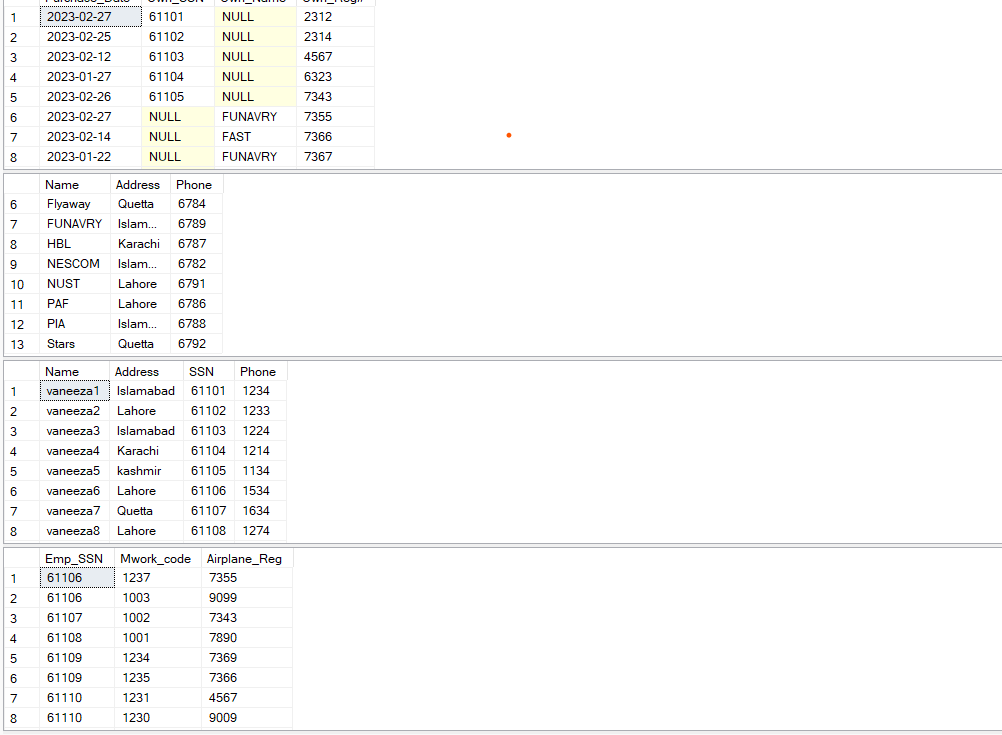 1 2023-02-27 61101 NULL 2312
2 2023-02-25 61102 NULL 2314
3 2023-02-12 61103 NULL 4567
4 2023-01-27 61104 NULL 6323
5 2023-02-26 61105 NULL 7343
6 2023-02-27 NULL FUNAVRY 7355
7 2023-02-14 NULL FAST 7366
8 2023-01-22 NULL FUNAVRY 7367
Name Address Phone
6 Flyaway Quetta 6784
7 FUNAVRY Islam... 6789
8 HBL Karachi 6787
9 NESCOM Islam... 6782
10 NUST Lahore 6791
11 PAF Lahore 6786
12 PIA Islam... 6788
13 Stars Quetta 6792
Name Address SSN Phone
1 vaneeza1 Islamabad 61101 1234
2 vaneeza2 Lahore 61102 1233
3 vaneeza3 Islamabad 61103 1224
4 vaneeza4 Karachi 61104 1214
5 vaneeza5 kashmir 61105 1134
6 vaneeza6 Lahore 61106 1534
7 vaneeza7 Quetta 61107 1634
8 vaneeza8 Lahore 61108 1274
Emp_SSN Mwork_code Airplane_Reg
1 61106 1237 7355
2 61106 1003 9099
3 61107 1002 7343
4 61108 1001 7890
5 61109 1234 7369
6 61109 1235 7366
7 61110 1231 4567
8 61110 1230 9009